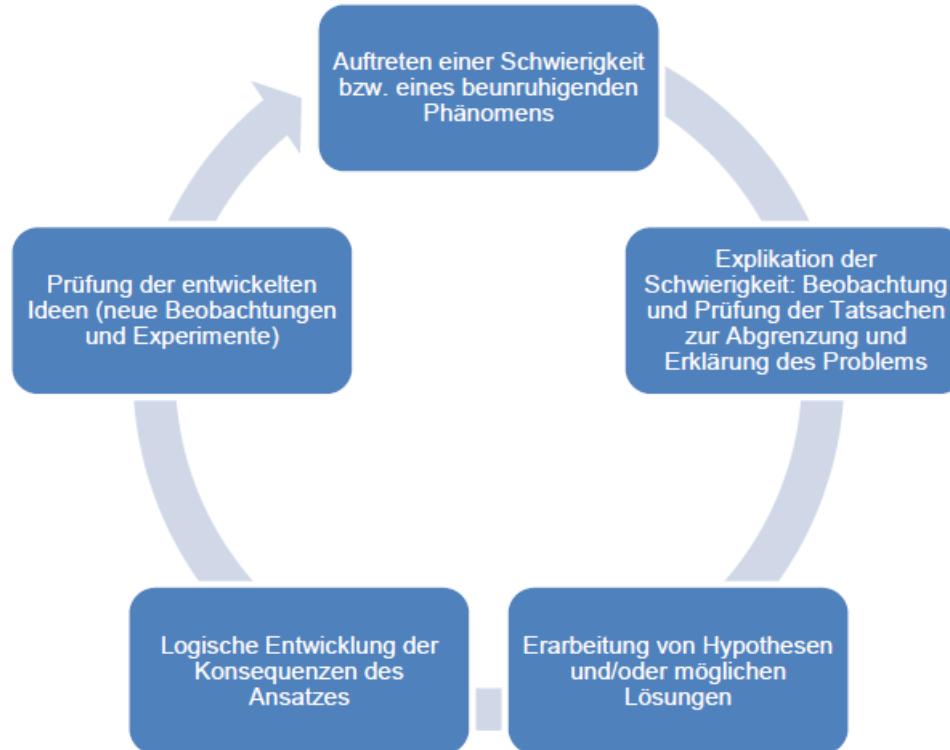 Auftreten einer Schwierigkeit
bzw. eines beunruhigenden
Phänomens
Explikation der
Schwierigkeit: Beobachtung
und Prüfung der Tatsachen
zur Abgrenzung und
Erklärung des Problems
Erarbeitung von Hypothesen
und/oder möglichen
Lösungen
Logische Entwicklung der
Konsequenzen des
Ansatzes
Prüfung der entwickelten
Ideen (neue Beobachtungen
und Experimente)